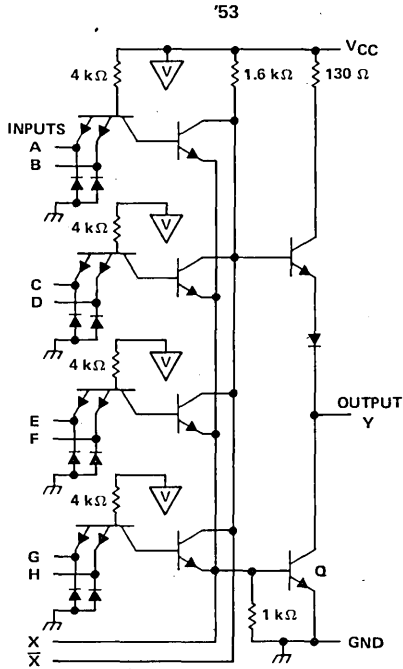 '53
VCC
4 kΩ
V
1.6 kΩ
130 Ω
INPUTS
A
B
4 kΩ
V
C
D
4 kΩ
V
OUTPUT
Y
E
F
4 kΩ
V
G
H
Q
1 kΩ
X
GND
X̅